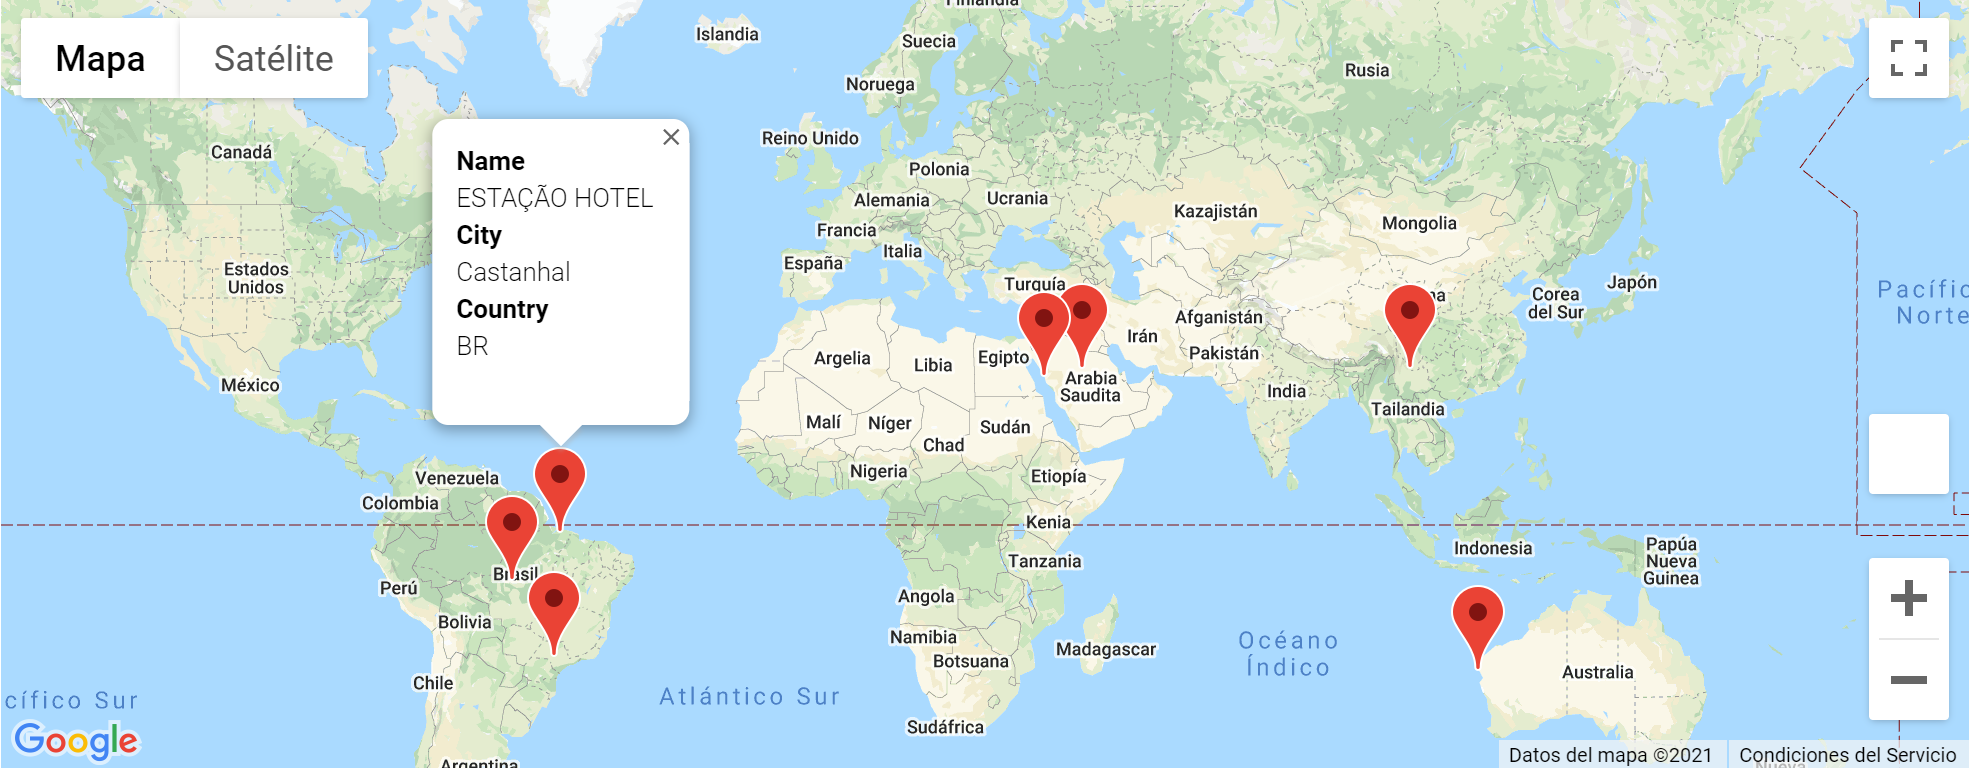 Finlandia
Islandia
Suecia
Mapa
Satélite
Rusia
Noruega
Reino Unido
Canadá
Name
Polonia
ESTAÇÃO HOTEL
Alemania
Ucrania
Kazajistán
Mongolia
Francia
City
Italia
España
Castanhal
Estados
Unidos
Turquía
Japón
Pacífic
Norte
Corea
del Sur
Country
Afganistán
Irán
BR
Pakistán
Argelia
Libia
Egipto
Arabia
Saudita
México
India
Tailandia
Malí
Níger
Sudán
Chad
Nigeria
Etiopía
Venezuela
Colombia
Kenia
Indonesia
Papúa
Nueva
Guinea
Tanzania
Brasil
Perú
Angola
Bolivia
Namibia
Madagascar
Océano
Índico
Botsuana
Australia
Chile
Atlántico Sur
cífico Sur
Sudáfrica
Google
Argentina
Datos del mapa ©2021
Condiciones del Servicio